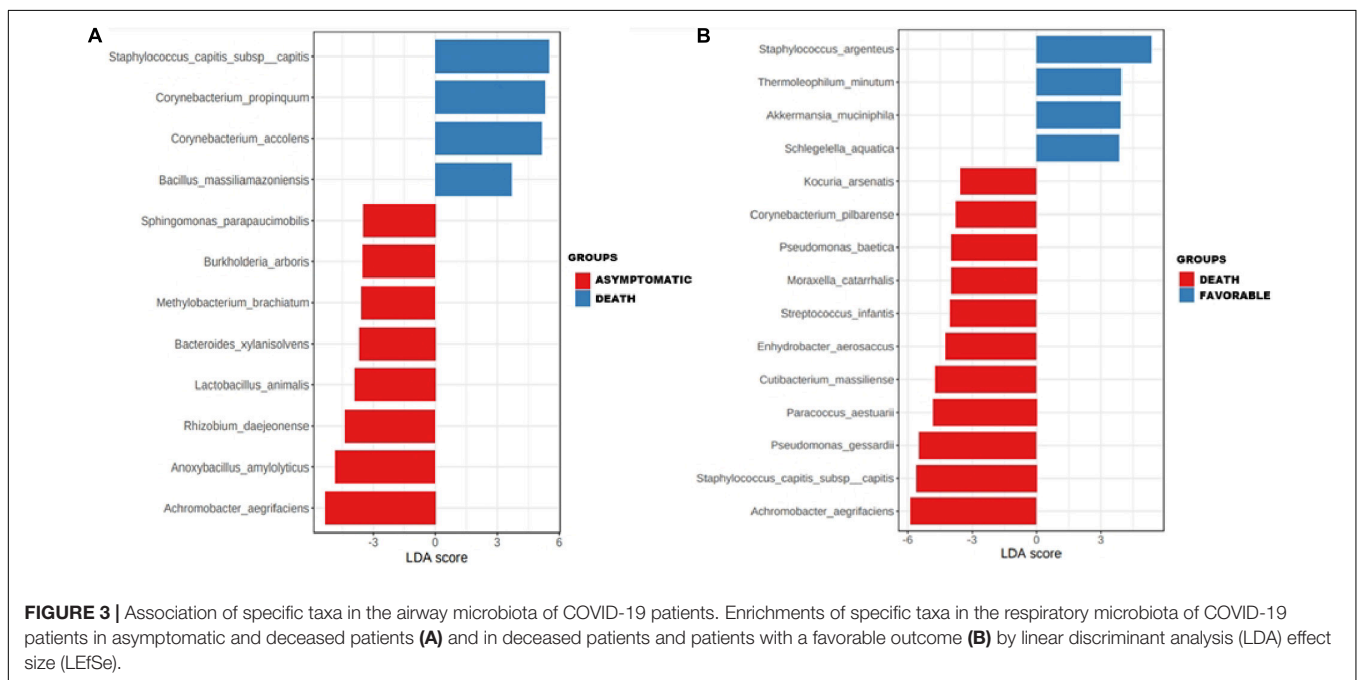 A
Staphylococcus_capitis_subsp__capitis
Corynebacterium_propinquum
Corynebacterium_accolens
Bacillus_massiliamazoniensis
Sphingomonas_parapaucimobilis
Burkholderia_arboris
Methylobacterium_brachiatum
Bacteroides_xylanisolvens
Lactobacillus_animalis
Rhizobium_daejeonense
Anoxybacillus_amylolyticus
Achromobacter_aegrifaciens
-3 0 3 6
LDA score
GROUPS
ASYMPTOMATIC
DEATH
B
Staphylococcus_argenteus
Thermoleophilum_minutum
Akkermansia_muciniphila
Schlegelella_aquatica
Kocuria_arsenatis
Corynebacterium_pilbarense
Pseudomonas_baetica
Moraxella_catarrhalis
Streptococcus_infantis
Enhydrobacter_aerosaccus
Cutibacterium_massiliense
Paracoccus_aestuarii
Pseudomonas_gessardii
Staphylococcus_capitis_subsp__capitis
Achromobacter_aegrifaciens
-6 -3 0 3
LDA score
GROUPS
DEATH
FAVORABLE
FIGURE 3 | Association of specific taxa in the airway microbiota of COVID-19 patients. Enrichments of specific taxa in the respiratory microbiota of COVID-19
patients in asymptomatic and deceased patients (A) and in deceased patients and patients with a favorable outcome (B) by linear discriminant analysis (LDA) effect
size (LEfSe).